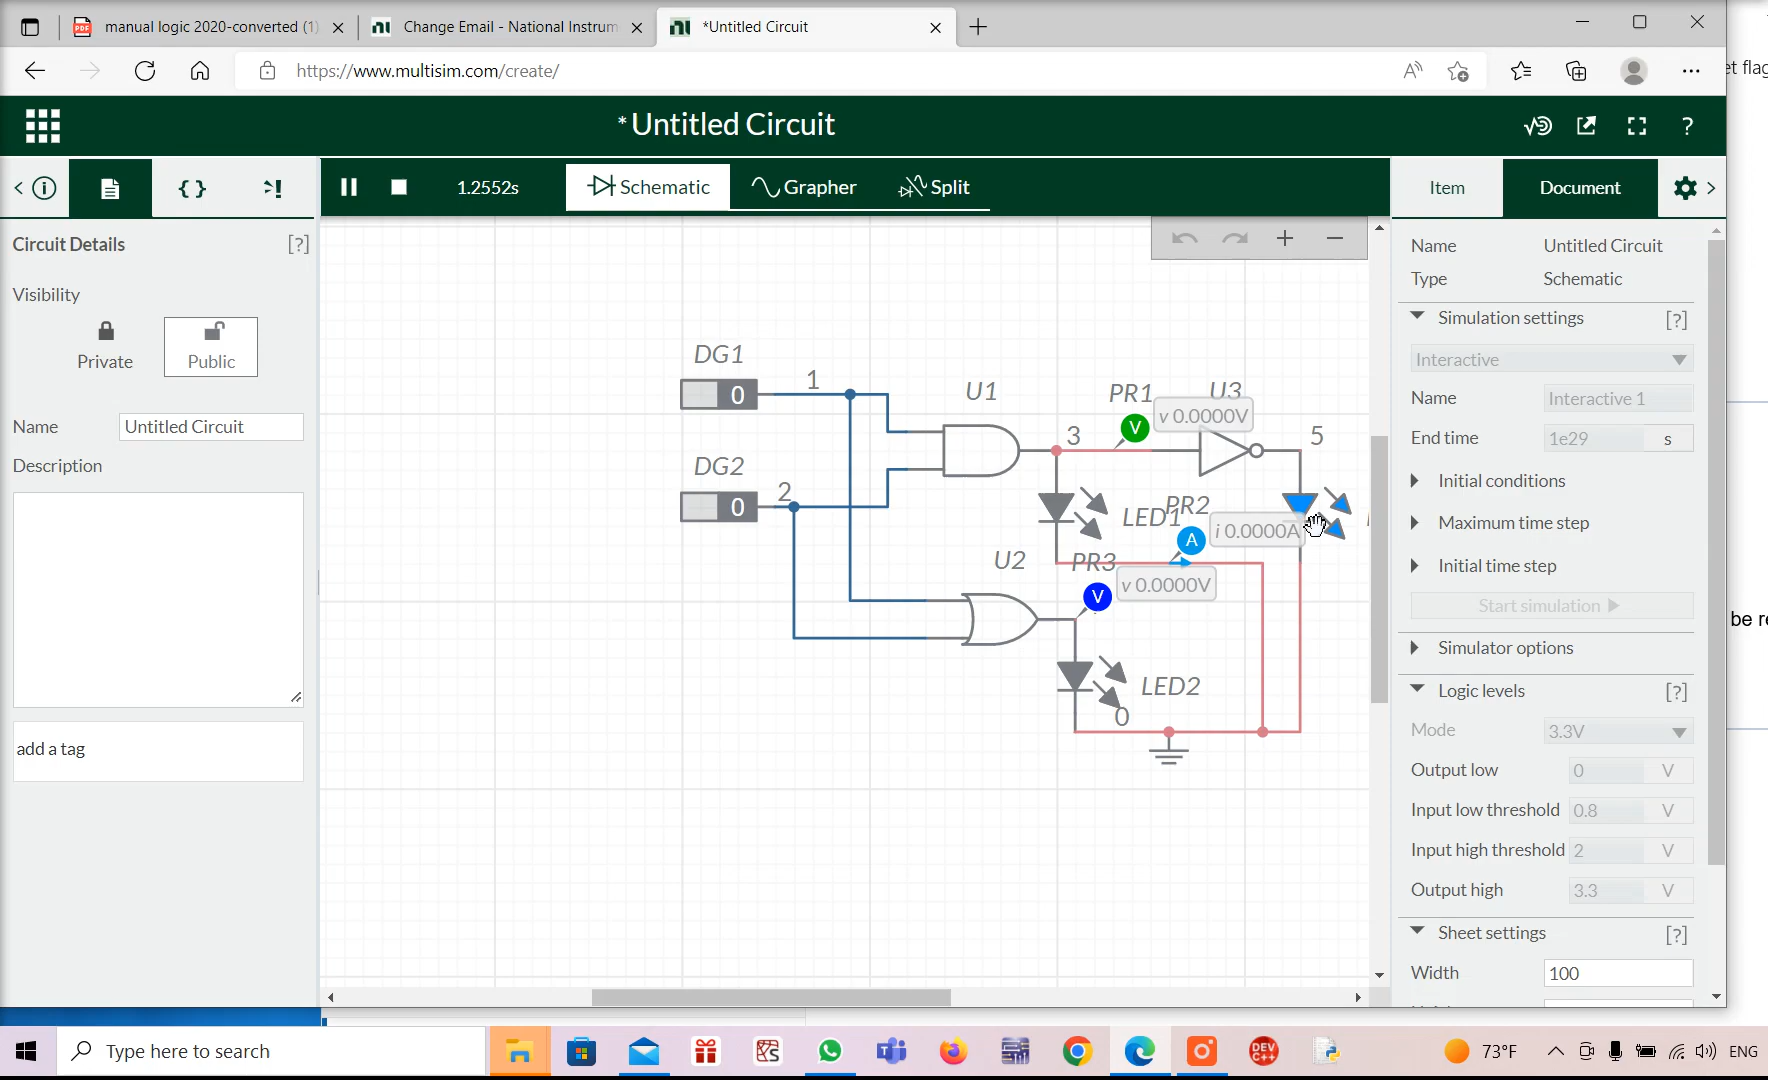 manual logic 2020-converted (1)
Change Email - National Instrum
*Untitled Circuit
https://www.multisim.com/create/
et flag
* Untitled Circuit
1.2552s
Schematic
Grapher
Split
Item
Document
Circuit Details
[?]
Visibility
Private
Public
Name
Untitled Circuit
Description
add a tag
DG1
0
1
DG2
0
2
U1
3
PR1
V
v 0.0000V
U3
5
LED1
PR2
A
i 0.0000A
U2
PR3
V
v 0.0000V
LED2
0
Name
Untitled Circuit
Type
Schematic
Simulation settings
[?]
Interactive
Name
Interactive 1
End time
1e29
s
Initial conditions
Maximum time step
Initial time step
Start simulation
be re
Simulator options
Logic levels
[?]
Mode
3.3V
Output low
0
V
Input low threshold
0.8
V
Input high threshold
2
V
Output high
3.3
V
Sheet settings
[?]
Width
100
Type here to search
DEV
C++
73°F
ENG